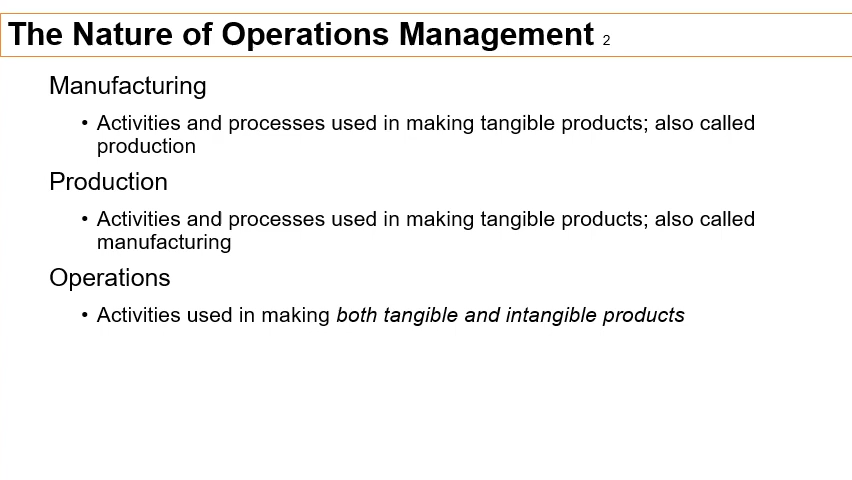 The Nature of Operations Management 2
Manufacturing
• Activities and processes used in making tangible products; also called
production
Production
• Activities and processes used in making tangible products; also called
manufacturing
Operations
• Activities used in making both tangible and intangible products